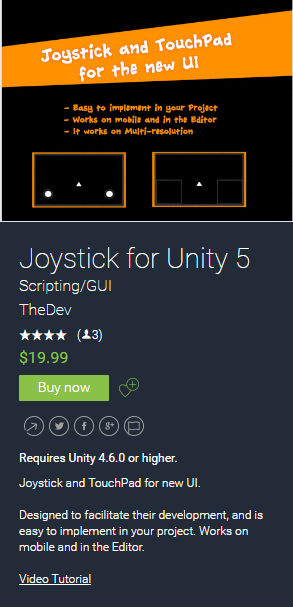 Joystick and TouchPad
for the new UI
- Easy to implement in your Project
- Works on mobile and in the Editor
- It works on Multi-resolution
Joystick for Unity 5
Scripting/GUI
TheDev
★★★★ (3)
$19.99
Buy now
Requires Unity 4.6.0 or higher.
Joystick and TouchPad for new UI.
Designed to facilitate their development, and is
easy to implement in your project. Works on
mobile and in the Editor.
Video Tutorial